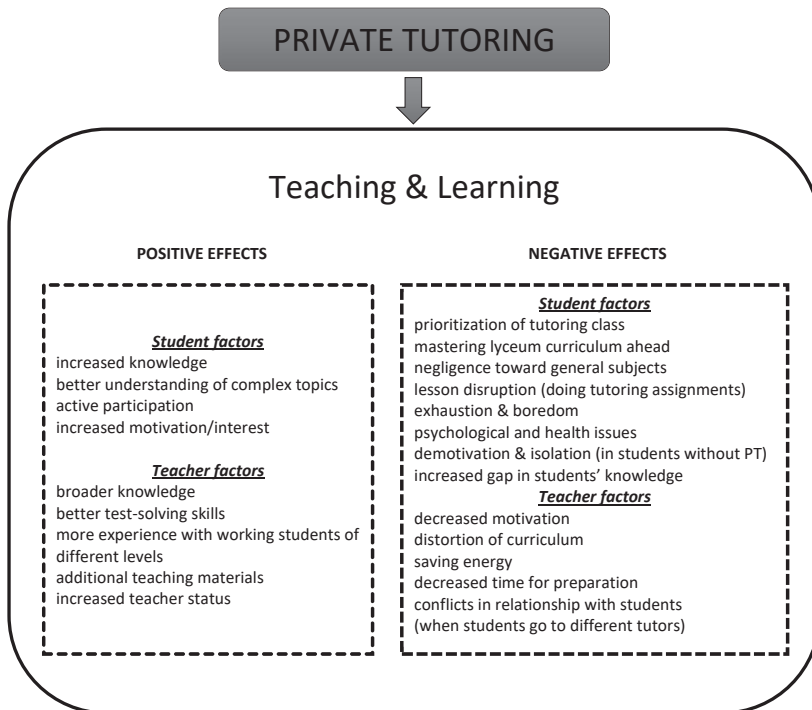 PRIVATE TUTORING
Teaching & Learning
POSITIVE EFFECTS
Student factors
increased knowledge
better understanding of complex topics
active participation
increased motivation/interest
Teacher factors
broader knowledge
better test-solving skills
more experience with working students of
different levels
additional teaching materials
increased teacher status
NEGATIVE EFFECTS
Student factors
prioritization of tutoring class
mastering lyceum curriculum ahead
negligence toward general subjects
lesson disruption (doing tutoring assignments)
exhaustion & boredom
psychological and health issues
demotivation & isolation (in students without PT)
increased gap in students’ knowledge
Teacher factors
decreased motivation
distortion of curriculum
saving energy
decreased time for preparation
conflicts in relationship with students
(when students go to different tutors)